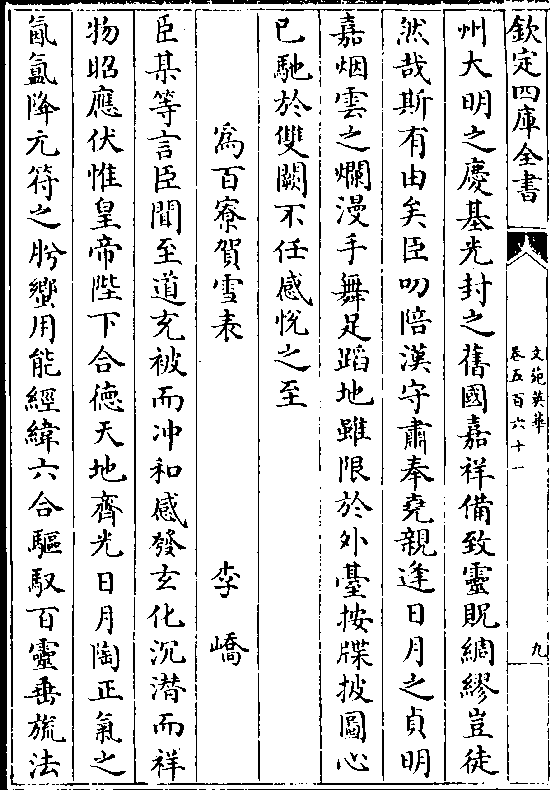 欽定四庫全書
文苑英華
卷五百六十一
九
州大明之慶基光封之舊國嘉祥備致靈貺綢繆豈徒
然哉斯有由矣臣叨陪漢守肅奉堯親逢日月之貞明
嘉烟雲之爛漫手舞足蹈地雖限於外臺按牒披圖心
已馳於雙闕不任感悅之至
為百寮賀雪表 李嶠
臣某等言臣聞至道充被而冲和感發玄化沉潛而祥
物昭應伏惟皇帝陛下合德天地齊光日月陶正氣之
氤氲降元符之肹蠁用能經緯六合驅馭百靈垂旒法